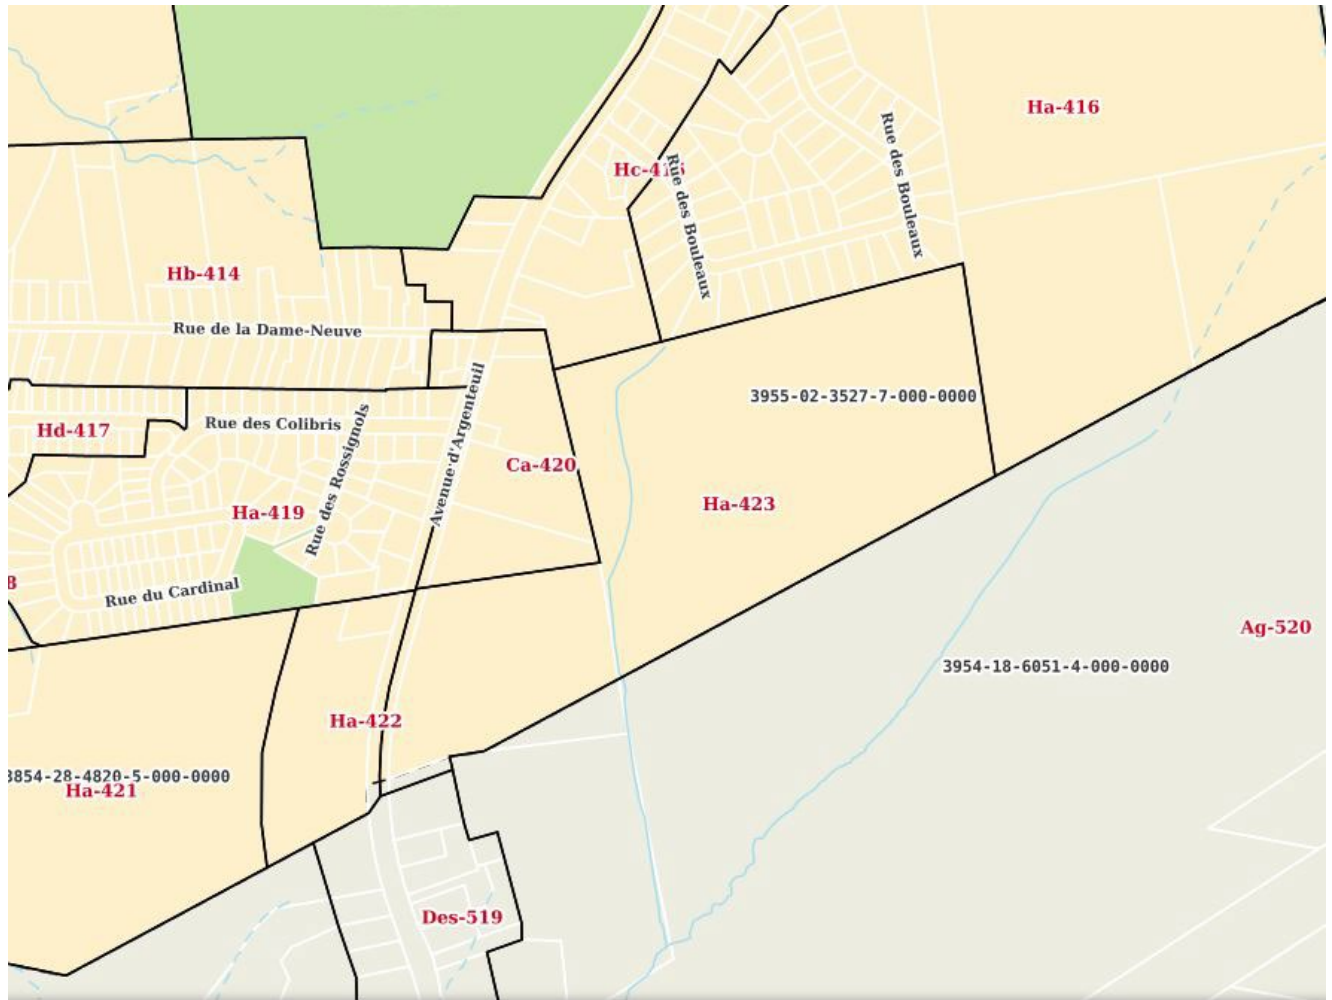 Ha-416
Rue des Bouleaux
Hc-41
Rue des Bouleaux
Hb-414
Rue de la Dame-Neuve
3955-02-3527-7-000-0000
Rue des Colibris
Hd-417
Avenue d'Argenteuil
Rue des Rossignols
Ca-420
Ha-423
Ha-419
8
Rue du Cardinal
Ag-520
3954-18-6051-4-000-0000
Ha-422
3854-28-4820-5-000-0000
Ha-421
Des-519